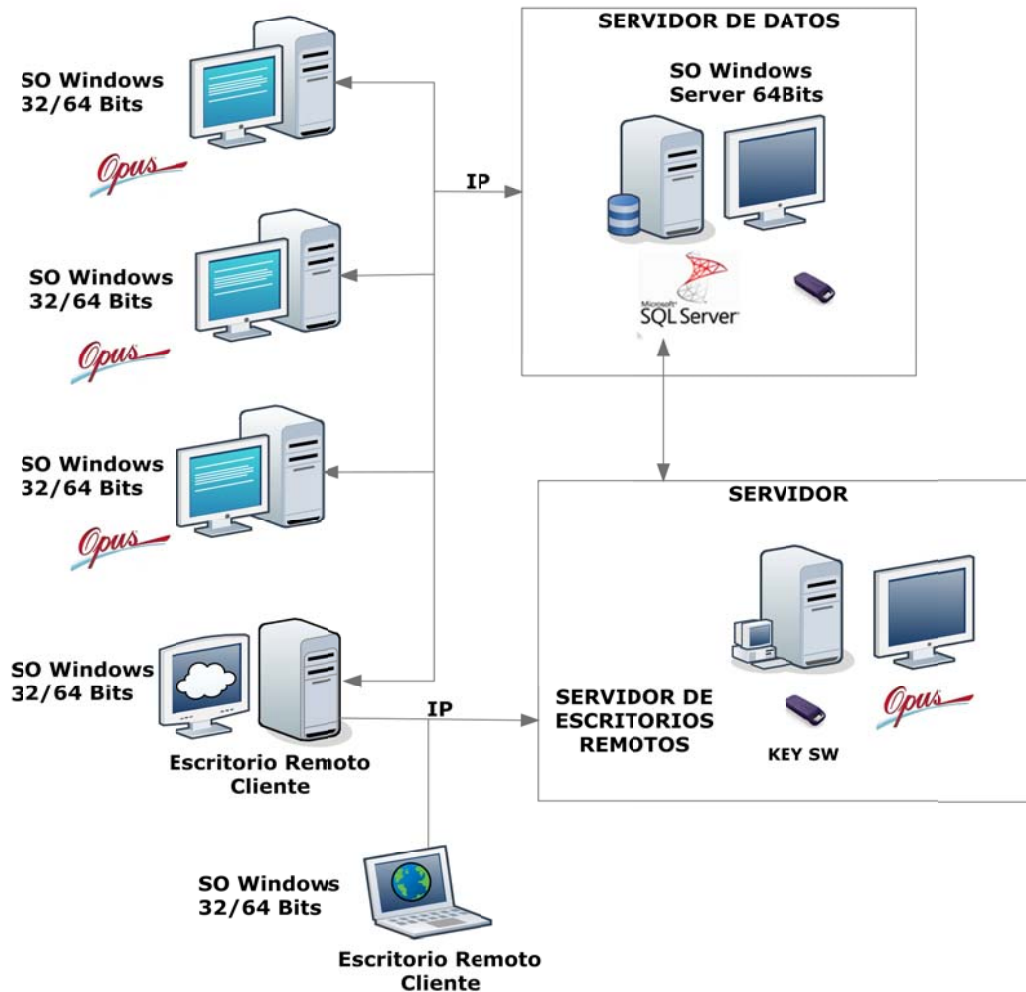 SERVIDOR DE DATOS
SO Windows
Server 64Bits
SO Windows
32/64 Bits
Opus
IP
SO Windows
32/64 Bits
Opus
Microsoft®
SQL Server®
SO Windows
32/64 Bits
Opus
SERVIDOR
SO Windows
32/64 Bits
IP
Escritorio Remoto
Cliente
SERVIDOR DE
ESCRITORIOS
REMOTOS
KEY SW
Opus
SO Windows
32/64 Bits
Escritorio Remoto
Cliente